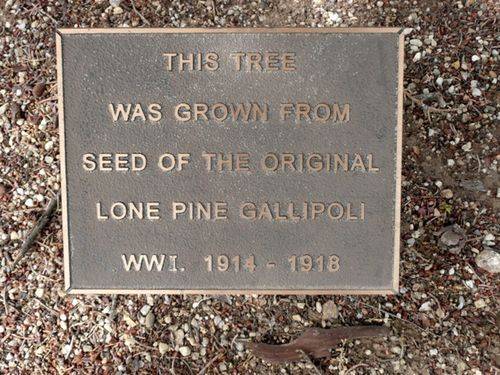 THIS TREE
WAS GROWN FROM
SEED OF THE ORIGINAL
LONE PINE GALLIPOLI
WWI. 1914 - 1918